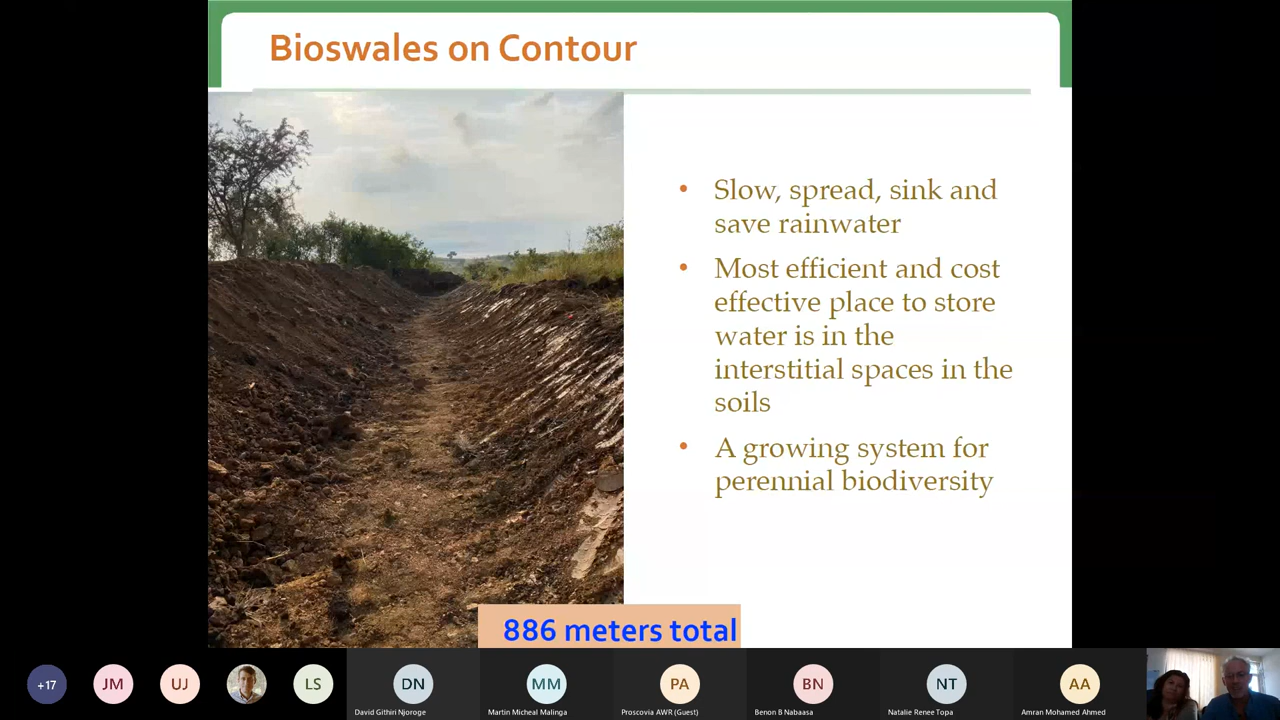 Bioswales on Contour
• Slow, spread, sink and
save rainwater
• Most efficient and cost
effective place to store
water is in the
interstitial spaces in the
soils
• A growing system for
perennial biodiversity
886 meters total
+17
JM
UJ
LS
DN
David Githiri Njoroge
MM
Martin Micheal Malinga
PA
Proscovia AWR (Guest)
BN
Benon B Nabaasa
NT
Natalie Renee Topa
AA
Amran Mohamed Ahmed